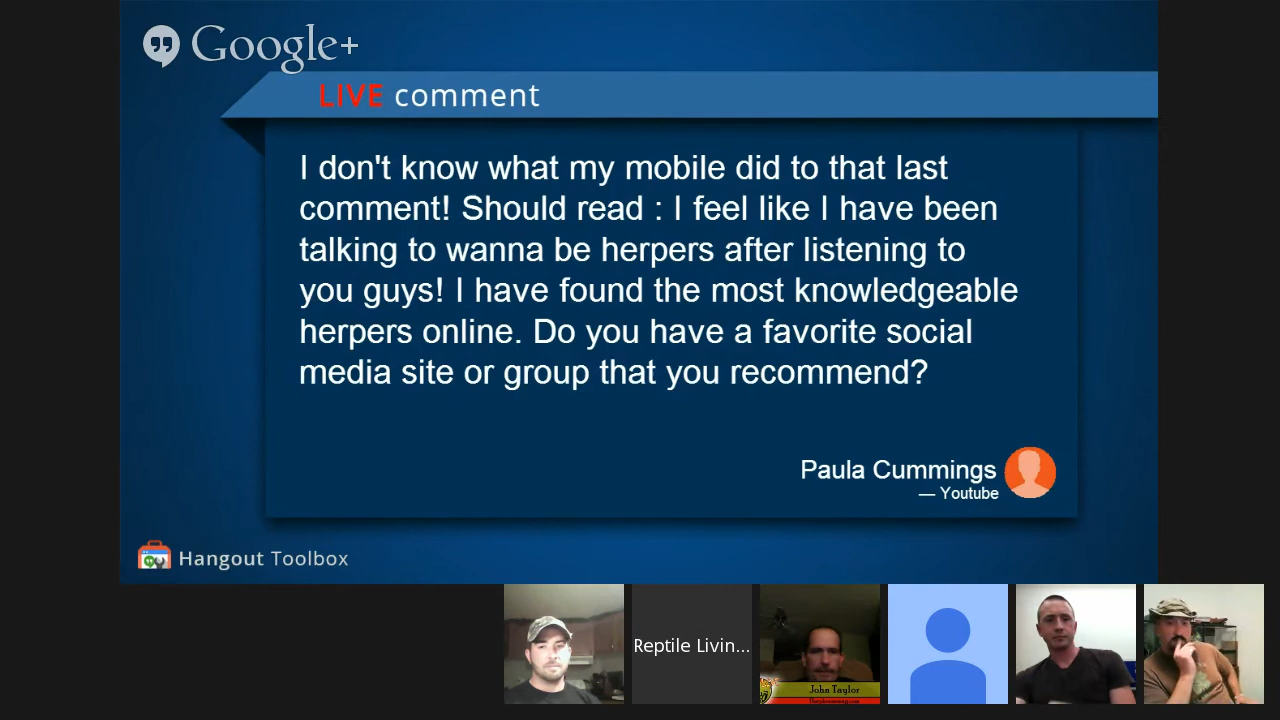 Google+
LIVE comment
I don't know what my mobile did to that last
comment! Should read : I feel like I have been
talking to wanna be herpers after listening to
you guys! I have found the most knowledgeable
herpers online. Do you have a favorite social
media site or group that you recommend?
Paula Cummings
— Youtube
Hangout Toolbox
Reptile Livin...
John Taylor